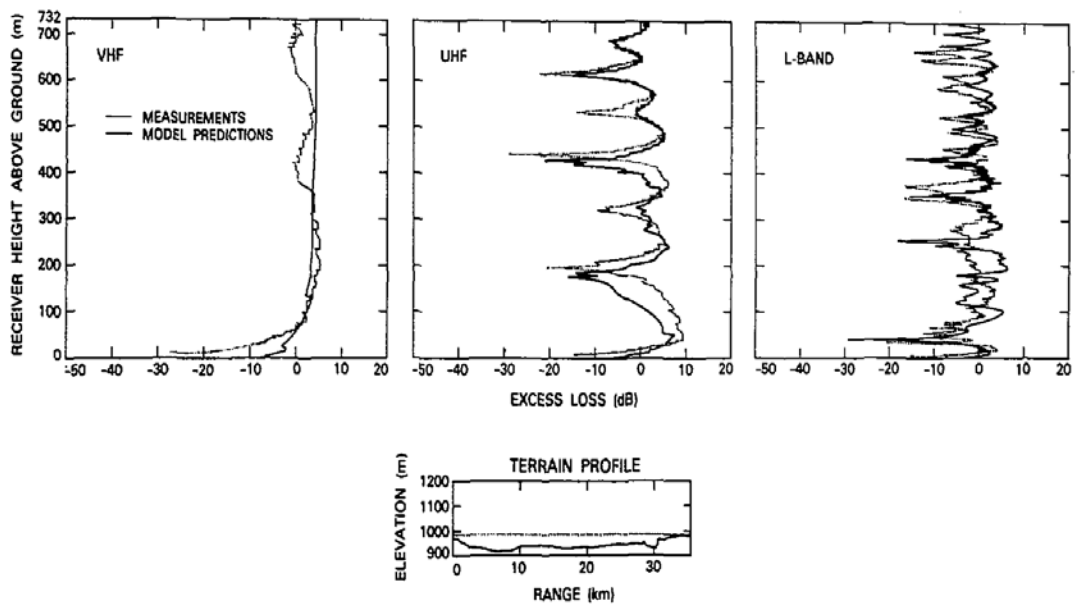 RECEIVER HEIGHT ABOVE GROUND (m)
732
700
600
500
400
300
200
100
0
VHF
MEASUREMENTS
MODEL PREDICTIONS
-50 -40 -30 -20 -10 0 10 20
UHF
-50 -40 -30 -20 -10 0 10 20
L-BAND
-50 -40 -30 -20 -10 0 10 20
EXCESS LOSS (dB)
TERRAIN PROFILE
ELEVATION (m)
1200
1100
1000
900
0 10 20 30
RANGE (km)